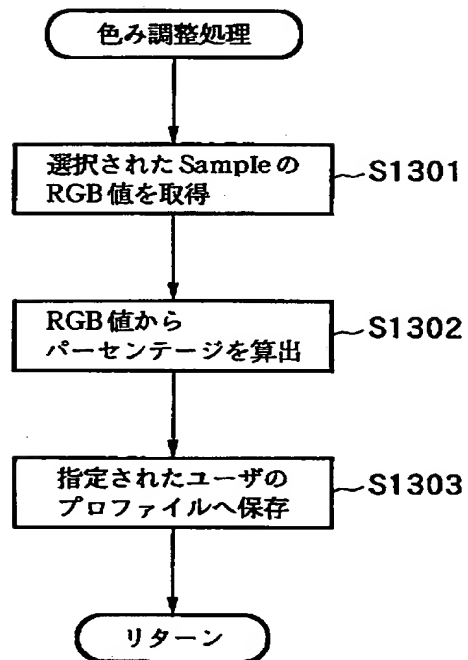 色み調整処理
選択されたSampleの
RGB値を取得
S1301
RGB値から
パーセンテージを算出
S1302
指定されたユーザの
プロファイルへ保存
S1303
リターン